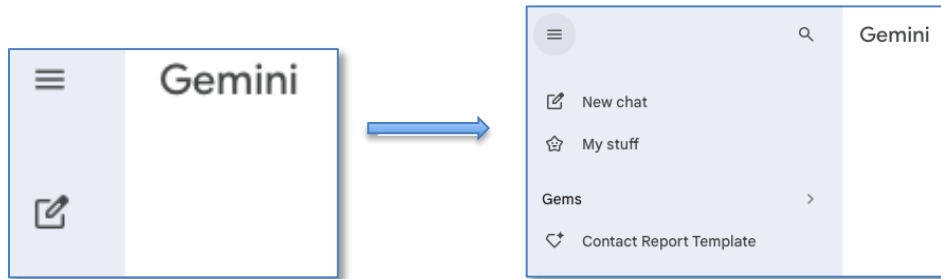 Gemini
Gemini
New chat
My stuff
Gems
Contact Report Template